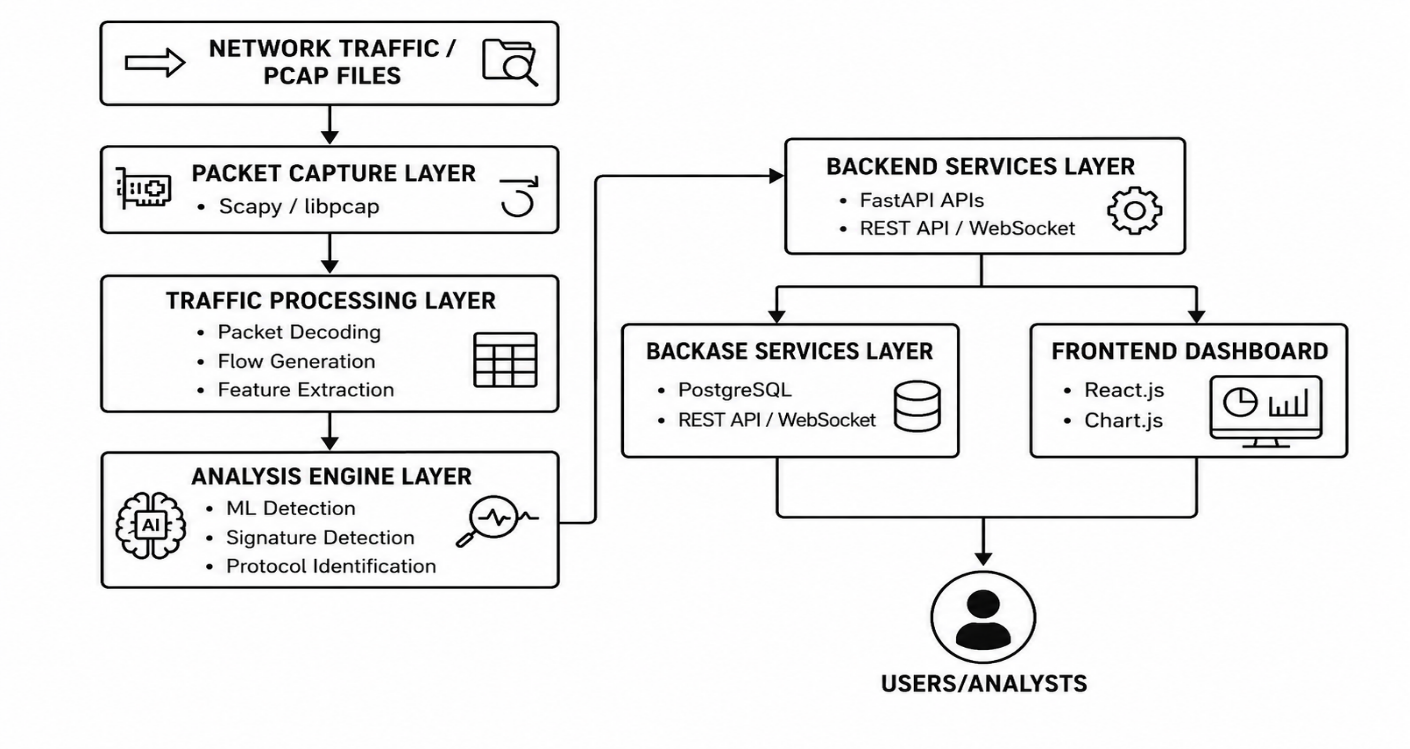 NETWORK TRAFFIC /
PCAP FILES
PACKET CAPTURE LAYER
• Scapy / libpcap
TRAFFIC PROCESSING LAYER
• Packet Decoding
• Flow Generation
• Feature Extraction
ANALYSIS ENGINE LAYER
AI
• ML Detection
• Signature Detection
• Protocol Identification
BACKEND SERVICES LAYER
• FastAPI APIs
• REST API / WebSocket
BACKASE SERVICES LAYER
• PostgreSQL
• REST API / WebSocket
FRONTEND DASHBOARD
• React.js
• Chart.js
USERS/ANALYSTS